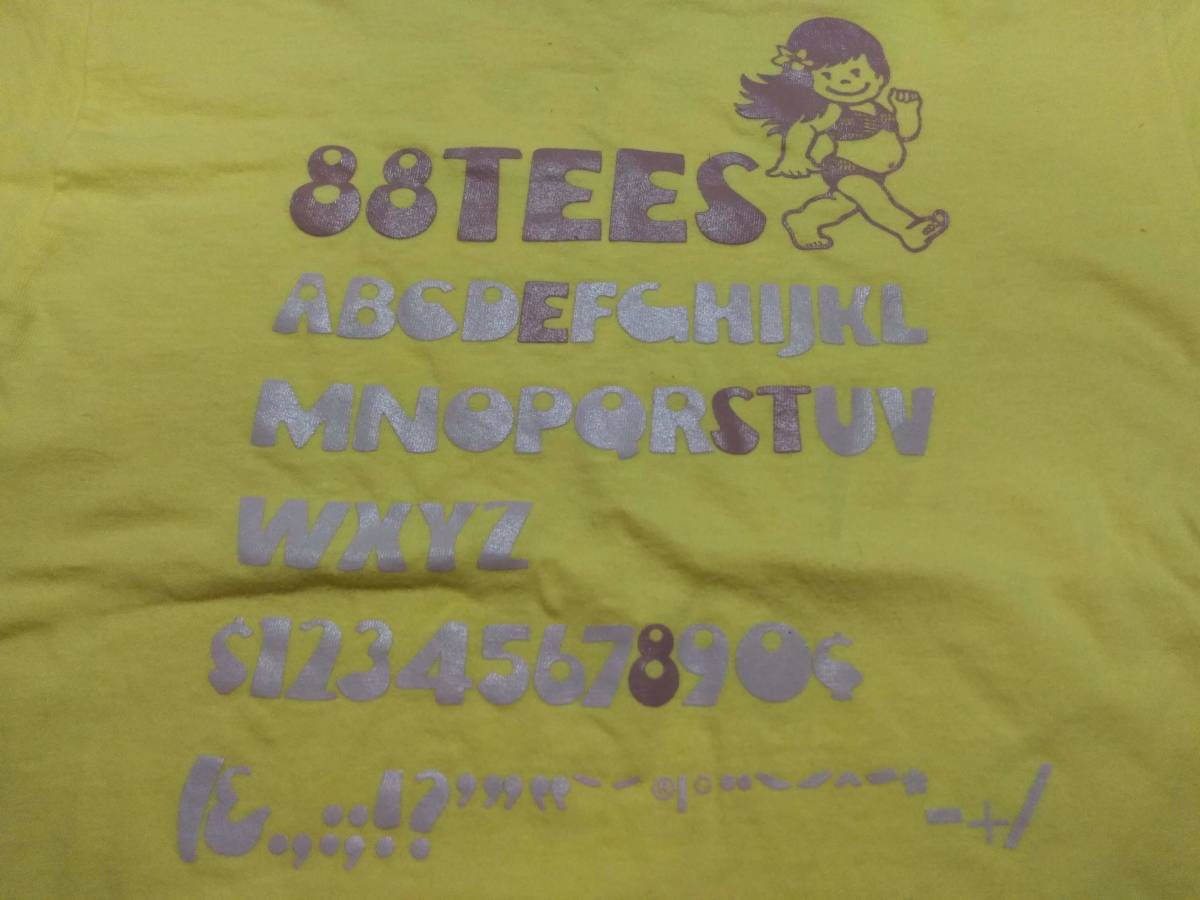 88TEES
ABCDEFGHIJKL
MNOPQRSTUV
WXYZ
$1234567890¢
(&.,:;!?’”“`´®ı°¨`´^¯*-+/